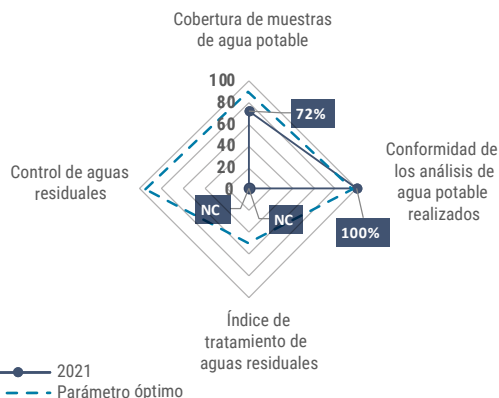 Cobertura de muestras
de agua potable
100
80
60
40
20
0
72%
Control de aguas
residuales
Conformidad de
los análisis de
agua potable
realizados
NC
NC
100%
Índice de
tratamiento de
aguas residuales
2021
Parámetro óptimo